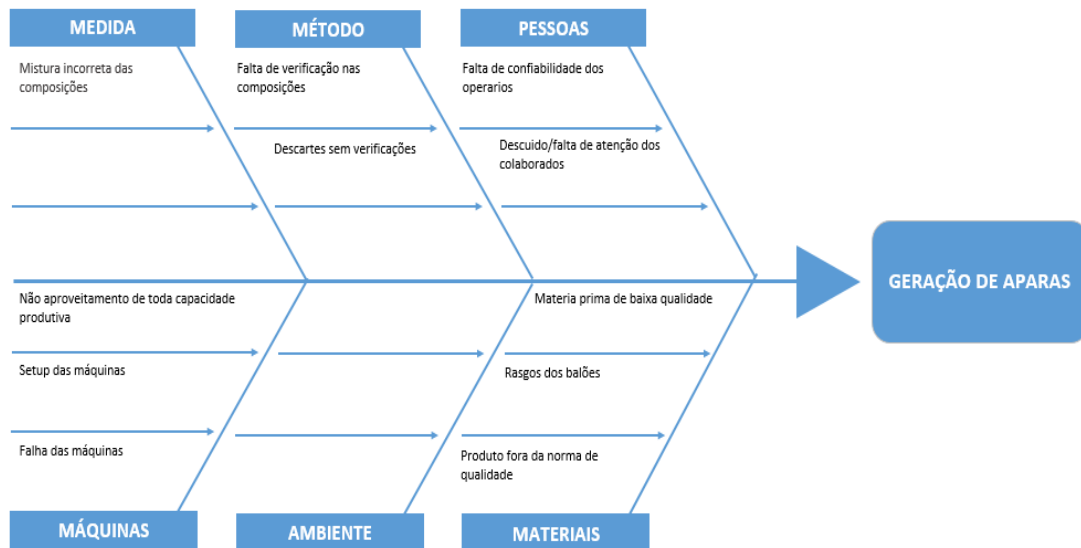 MEDIDA
MÉTODO
PESSOAS
Mistura incorreta das
composições
Falta de verificação nas
composições
Falta de confiabilidade dos
operarios
Descartes sem verificações
Descuido/falta de atenção dos
colaborados
GERAÇÃO DE APARAS
Não aproveitamento de toda capacidade
produtiva
Materia prima de baixa qualidade
Setup das máquinas
Rasgos dos balões
Falha das máquinas
Produto fora da norma de
qualidade
MÁQUINAS
AMBIENTE
MATERIAIS